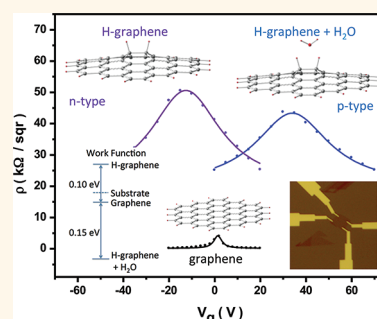 H-graphene
H-graphene + H₂O
n-type
p-type
ρ (kΩ / sqr)
70
60
50
40
30
20
10
0
Work Function
H-graphene
0.10 eV
Substrate
Graphene
0.15 eV
H-graphene
+ H₂O
graphene
-80
-60
-40
-20
0
20
40
60
V_g (V)